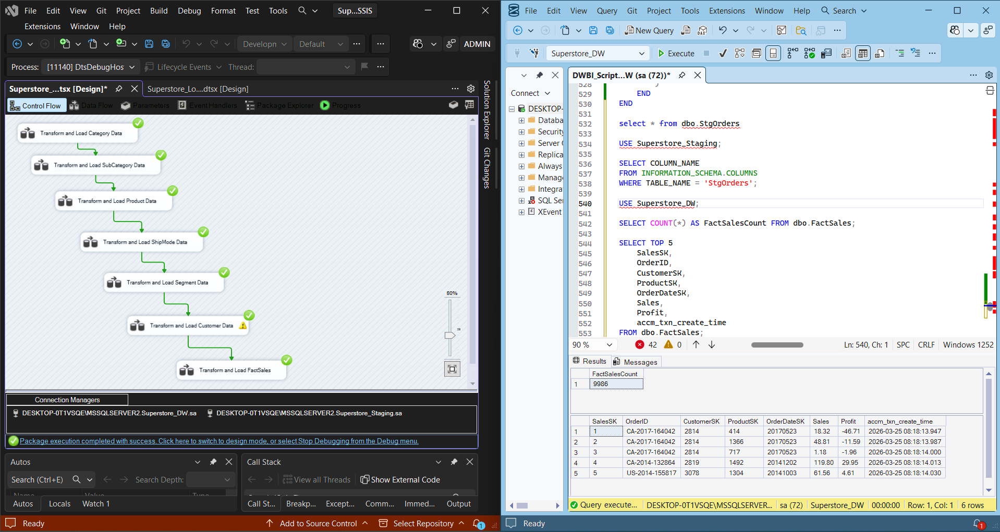 File Edit View Git Project Build Debug Format Test Tools Sup...SSIS
Extensions Window Help
Developn Default ADMIN
Process: [11140] DtsDebugHos Lifecycle Events Thread:
Superstore_...tsx [Design]* Superstore_Lo....dtsx [Design]
Control Flow Data Flow Parameters Event Handlers Package Explorer Progress
Solution Explorer
Git Changes
Transform and Load Category Data
Transform and Load SubCategory Data
Transform and Load Product Data
Transform and Load ShipMode Data
Transform and Load Segment Data
Transform and Load Customer Data
Transform and Load FactSales
80%
Connection Managers
DESKTOP-0T1VSQE\MSSQLSERVER2.Superstore_DW.sa DESKTOP-0T1VSQE\MSSQLSERVER2.Superstore_Staging.sa
Package execution completed with success. Click here to switch to design mode, or select Stop Debugging from the Debug menu.
Autos
Search (Ctrl+E) Search Depth:
Name Value Type
Autos Locals Watch 1
Call Stack
View all Threads Show External Code
Call St... Breakp... Except... Comm... Immed... Output
Ready Add to Source Control Select Repository 1
File Edit View Query Git Project Tools Extensions Window Help Search
New Query
Superstore_DW Execute
DWBI_Script...W (sa (72))*
Connect
DESKTOP-
Databa
Security
Server
Replica
Always
Manag
Integra
SQL Se
XEvent
528 )
529 END
530 END
531
532 select * from dbo.StgOrders
533
534 USE Superstore_Staging;
535
536 SELECT COLUMN_NAME
537 FROM INFORMATION_SCHEMA.COLUMNS
538 WHERE TABLE_NAME = 'StgOrders';
539
540 USE Superstore_DW;
541
542 SELECT COUNT(*) AS FactSalesCount FROM dbo.FactSales;
543
544 SELECT TOP 5
545 SalesSK,
546 OrderID,
547 CustomerSK,
548 ProductSK,
549 OrderDateSK,
550 Sales,
551 Profit,
552 accm_txn_create_time
553 FROM dbo.FactSales;
90 % 42 0 Ln: 540, Ch: 1 SPC CRLF Windows 1252
Results Messages
FactSalesCount
1 9986
SalesSK OrderID CustomerSK ProductSK OrderDateSK Sales Profit accm_txn_create_time
1 1 CA-2017-164042 2814 414 20170523 18.32 -46.71 2026-03-25 08:18:13.947
2 2 CA-2017-164042 2814 1366 20170523 48.81 -11.59 2026-03-25 08:18:13.987
3 3 CA-2017-164042 2814 717 20170523 1.18 -1.96 2026-03-25 08:18:14.000
4 4 CA-2014-132864 2819 1492 20141202 119.80 29.95 2026-03-25 08:18:14.013
5 5 US-2014-155817 3078 1304 20141003 61.56 4.61 2026-03-25 08:18:14.030
Query execute... DESKTOP-0T1VSQE\MSSQLSERVER... sa (72) Superstore_DW 00:00:00 Row: 1, Col: 1 6 rows
Ready 1